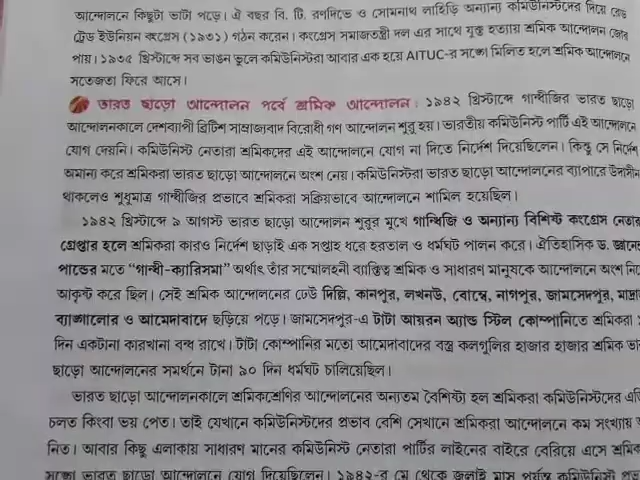 আন্দোলনে কিছুটা ভাটা পড়ে। ঐ বছর বি. টি. রণদিভে ও সোমনাথ লাহিড়ি অন্যান্য কমিউনিস্টদের নিয়ে রেড
ট্রেড ইউনিয়ন কংগ্রেস (১৯৩১) গঠন করেন। কংগ্রেস সমাজতন্ত্রী দল এর সাথে যুক্ত হওয়ায় শ্রমিক আন্দোলন জোর
পায়। ১৯৩৫ খ্রিস্টাব্দে সব ভাঙন ভুলে কমিউনিস্টরা আবার এক হয়ে AITUC-র সঙ্গে মিলিত হলে শ্রমিক আন্দোলনে
সতেজতা ফিরে আসে।
ভারত ছাড়ো আন্দোলন পর্বে শ্রমিক আন্দোলন : ১৯৪২ খ্রিস্টাব্দে গান্ধীজির ভারত ছাড়ো
আন্দোলনকালে দেশব্যাপী ব্রিটিশ সাম্রাজ্যবাদ বিরোধী গণ আন্দোলন শুরু হয়। ভারতীয় কমিউনিস্ট পার্টি এই আন্দোলনে
যোগ দেয়নি। কমিউনিস্ট নেতারা শ্রমিকদের এই আন্দোলনে যোগ না দিতে নির্দেশ দিয়েছিলেন। কিন্তু সে নির্দেশ
অমান্য করে শ্রমিকরা ভারত ছাড়ো আন্দোলনে অংশ নেয়। কমিউনিস্টরা ভারত ছাড়ো আন্দোলনের ব্যাপারে উদাসীন
থাকলেও শুধুমাত্র গান্ধীজির প্রভাবে শ্রমিকরা সক্রিয়ভাবে আন্দোলনে শামিল হয়েছিল।
১৯৪২ খ্রিস্টাব্দে ৯ আগস্ট ভারত ছাড়ো আন্দোলন শুরুর মুখে গান্ধিজি ও অন্যান্য বিশিষ্ট কংগ্রেস
গ্রেপ্তার হলে শ্রমিকরা কারও নির্দেশ ছাড়াই এক সপ্তাহ ধরে হরতাল ও ধর্মঘট পালন করে। ঐতিহাসিক ড.
পান্ডের মতে "গান্ধী-ক্যারিসমা" অর্থাৎ তাঁর সম্মোলহনী ব্যাক্তিত্ব শ্রমিক ও সাধারণ মানুষকে আন্দোলনে অংশ
আকৃষ্ট করে ছিল। সেই শ্রমিক আন্দোলনের ঢেউ দিল্লি, কানপুর, লখনউ, বোম্বে, নাগপুর, জামসেদপুর,
ব্যাঙ্গালোর ও আমেদাবাদে ছড়িয়ে পড়ে। জামসেদপুর-এ টাটা আয়রন অ্যান্ড স্টিল কোম্পানিতে শ্রমিকরা
দিন একটানা কারখানা বন্ধ রাখে। টাটা কোম্পানির মতো আমেদাবাদের বস্ত্র কলগুলির হাজার হাজার শ্রমিক
ছাড়ো আন্দোলনের সমর্থনে টানা ৯০ দিন ধর্মঘট চালিয়েছিল।
ভারত ছাড়ো আন্দোলনকালে শ্রমিকশ্রেণির আন্দোলনের অন্যতম বৈশিষ্ট্য হল শ্রমিকরা কমিউনিস্টদের
চলত কিংবা ভয় পেত। তাই যেখানে কমিউনিস্টদের প্রভাব বেশি সেখানে শ্রমিকরা আন্দোলনে কম সংখ্যায়
নিত। আবার কিছু এলাকায় সাধারণ মানের কমিউনিস্ট নেতারা পার্টির লাইনের বাইরে বেরিয়ে এসে
সঙ্গে ভারত ছাড়ো আন্দোলনে যোগ দিয়েছিলেন। ১৯৪২-র মে থেকে জুলাই মাস পর্যন্ত কমিউনিস্ট